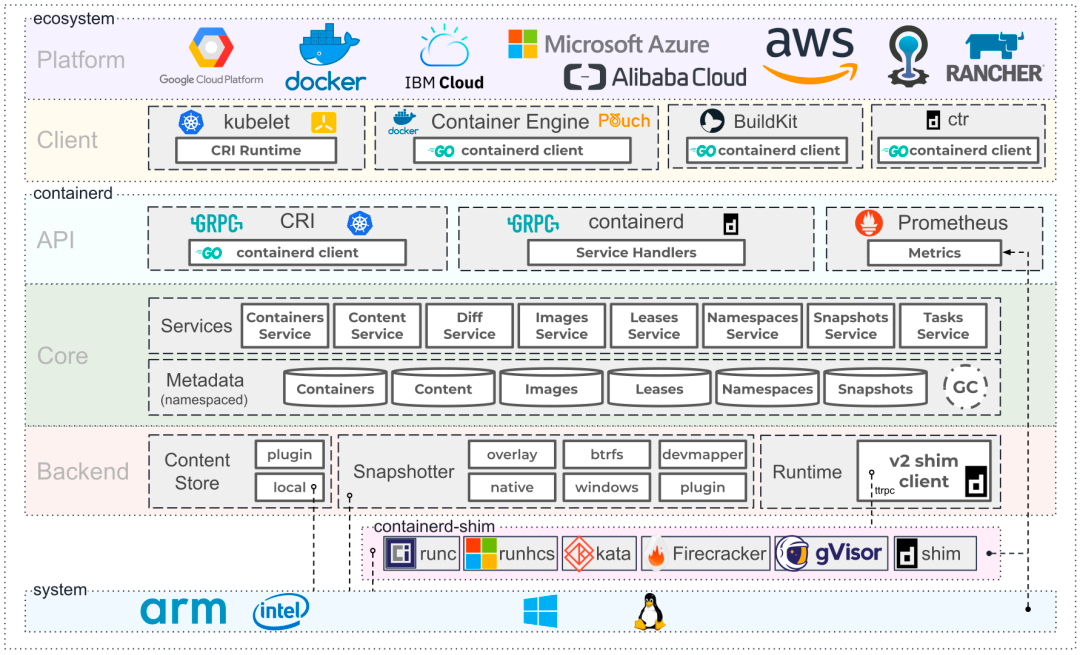 ecosystem
Platform
Google Cloud Platform
docker
IBM Cloud
Microsoft Azure
Alibaba Cloud
aws
RANCHER
Client
kubelet
CRI Runtime
docker
Container Engine
Pouch
GO containerd client
BuildKit
GO containerd client
ctr
GO containerd client
containerd
API
GRPC
CRI
GO containerd client
GRPC
containerd
Service Handlers
Prometheus
Metrics
Core
Services
Containers
Service
Content
Service
Diff
Service
Images
Service
Leases
Service
Namespaces
Service
Snapshots
Service
Tasks
Service
Metadata
(namespaced)
Containers
Content
Images
Leases
Namespaces
Snapshots
GC
Backend
Content
Store
plugin
local
Snapshotter
overlay
btrfs
devmapper
native
windows
plugin
Runtime
v2 shim
client
ttrpc
containerd-shim
runc
runhcs
kata
Firecracker
gVisor
shim
system
arm
intel